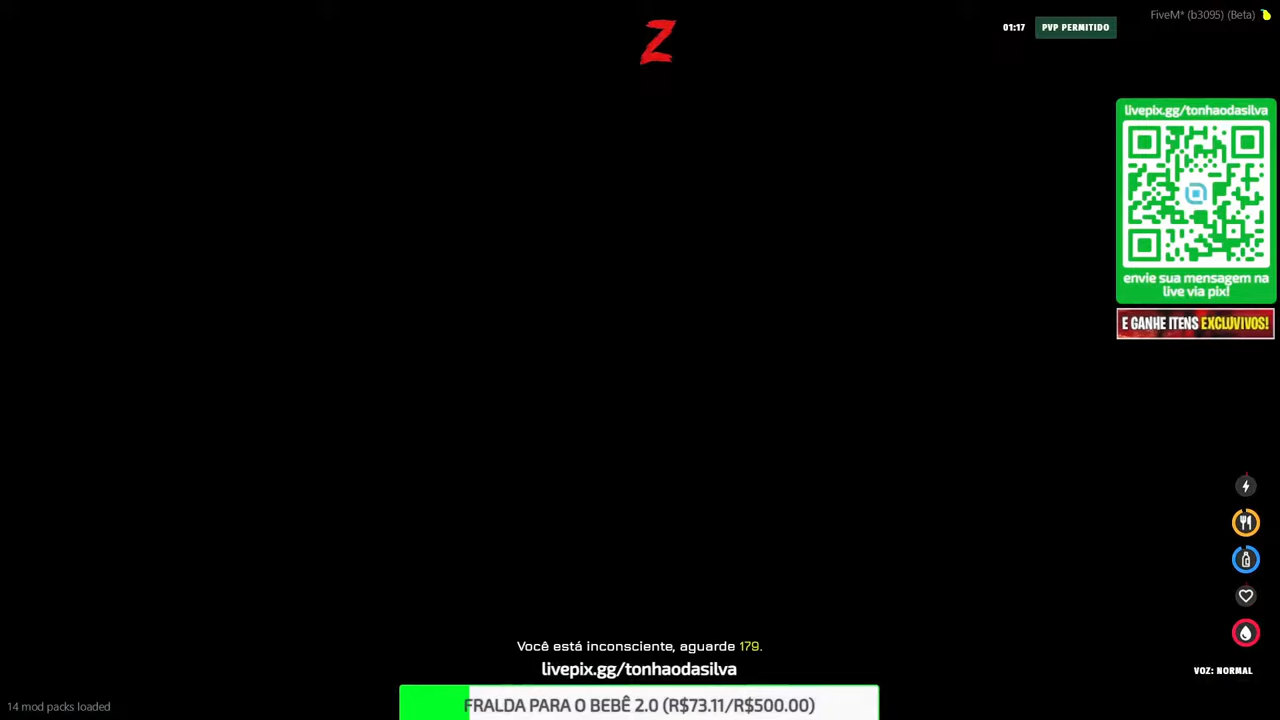 Z
01:17
PVP PERMITIDO
FiveM* (b3095) (Beta)
livepix.gg/tonhaodasilva
envie sua mensagem na
live via pix!
E GANHE ITENS EXCLUVIVOS!
Você está inconsciente, aguarde 179.
livepix.gg/tonhaodasilva
VOZ: NORMAL
FRALDA PARA O BEBÊ 2.0 (R$73.11/R$500.00)
14 mod packs loaded